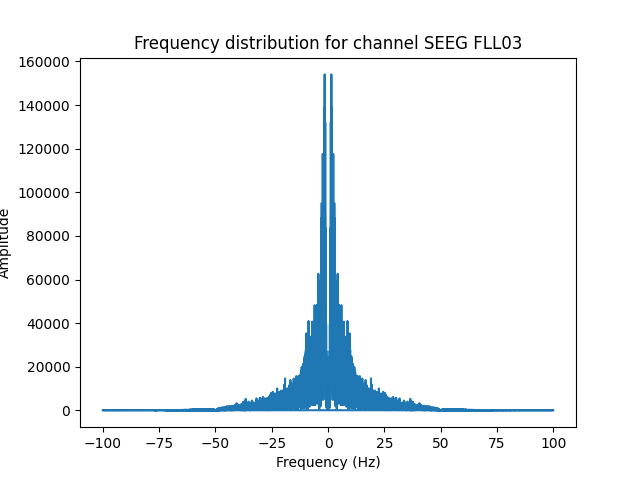 Frequency distribution for channel SEEG FLL03
160000
140000
120000
100000
80000
60000
40000
20000
0
Amplitude
−100 −75 −50 −25 0 25 50 75 100
Frequency (Hz)